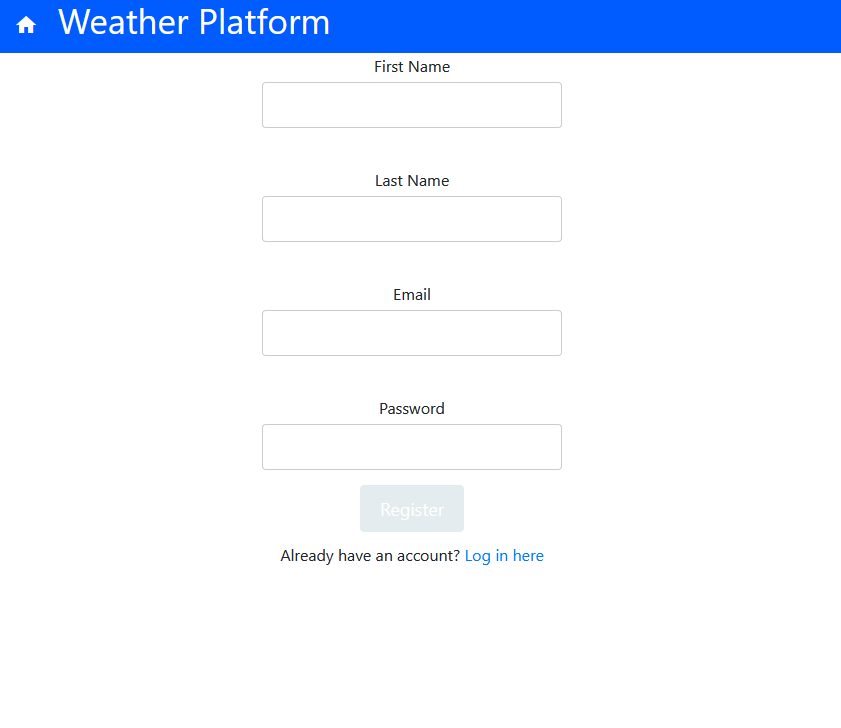 Weather Platform
First Name
Last Name
Email
Password
Register
Already have an account? Log in here